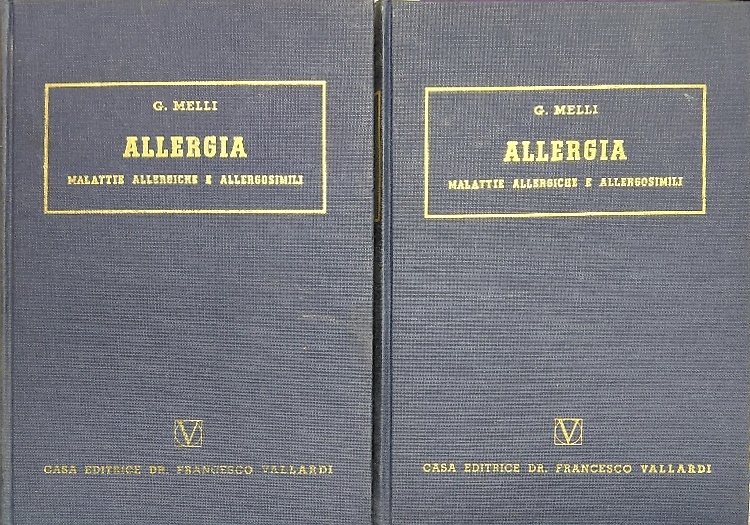 G. MELLI
ALLERGIA
MALATTIE ALLERGICHE E ALLERGOSIMILI
V
CASA EDITRICE DR. FRANCESCO VALLARDI
G. MELLI
ALLERGIA
MALATTIE ALLERGICHE E ALLERGOSIMILI
V
CASA EDITRICE DR. FRANCESCO VALLARDI